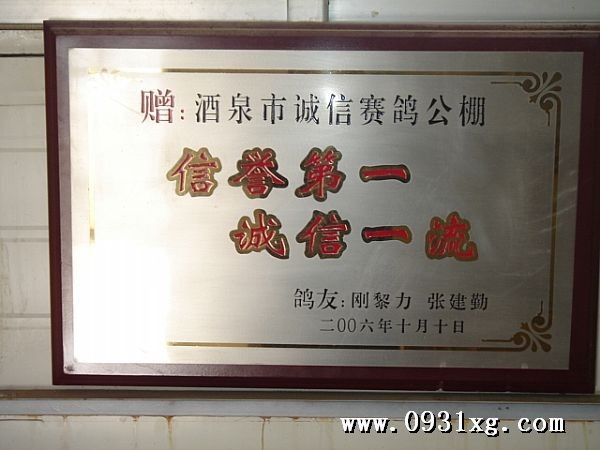 赠:酒泉市诚信赛鸽公棚
信誉第一
诚信一流
鸽友:刚黎力 张建勤
二00六年十月十日
www.0931xg.com